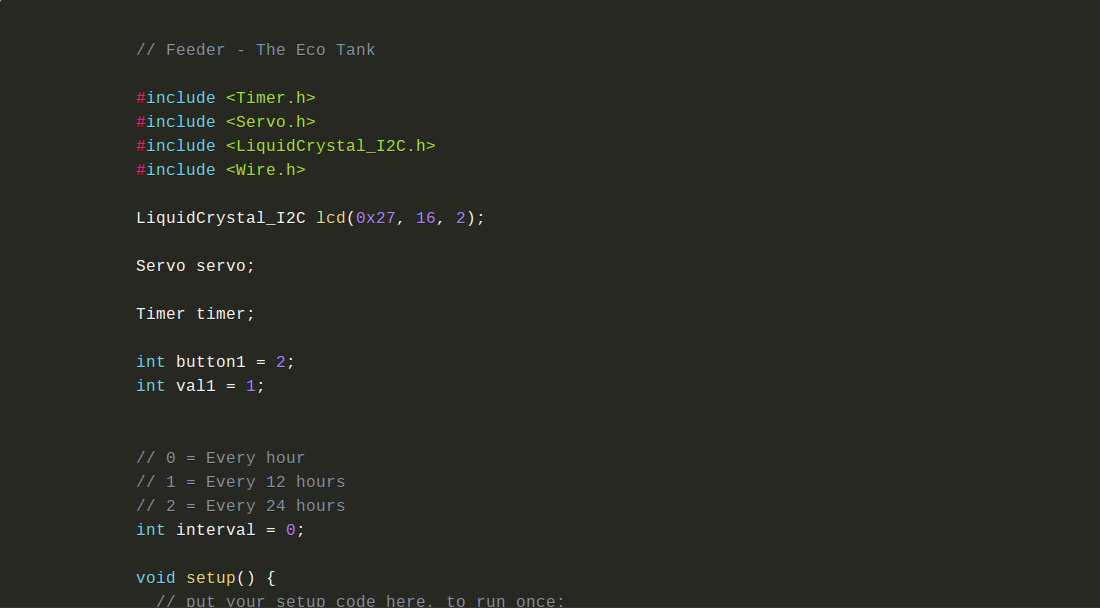 // Feeder - The Eco Tank
#include <Timer.h>
#include <Servo.h>
#include <LiquidCrystal_I2C.h>
#include <Wire.h>
LiquidCrystal_I2C lcd(0x27, 16, 2);
Servo servo;
Timer timer;
int button1 = 2;
int val1 = 1;
// 0 = Every hour
// 1 = Every 12 hours
// 2 = Every 24 hours
int interval = 0;
void setup() {
// put your setup code here, to run once: